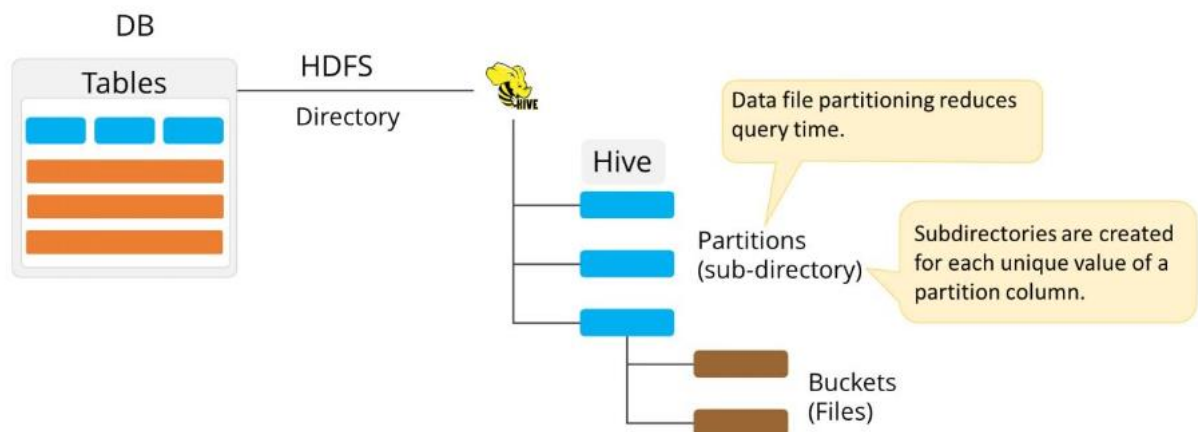 DB
Tables
HDFS
Directory
HIVE
Hive
Data file partitioning reduces
query time.
Partitions
(sub-directory)
Subdirectories are created
for each unique value of a
partition column.
Buckets
(Files)